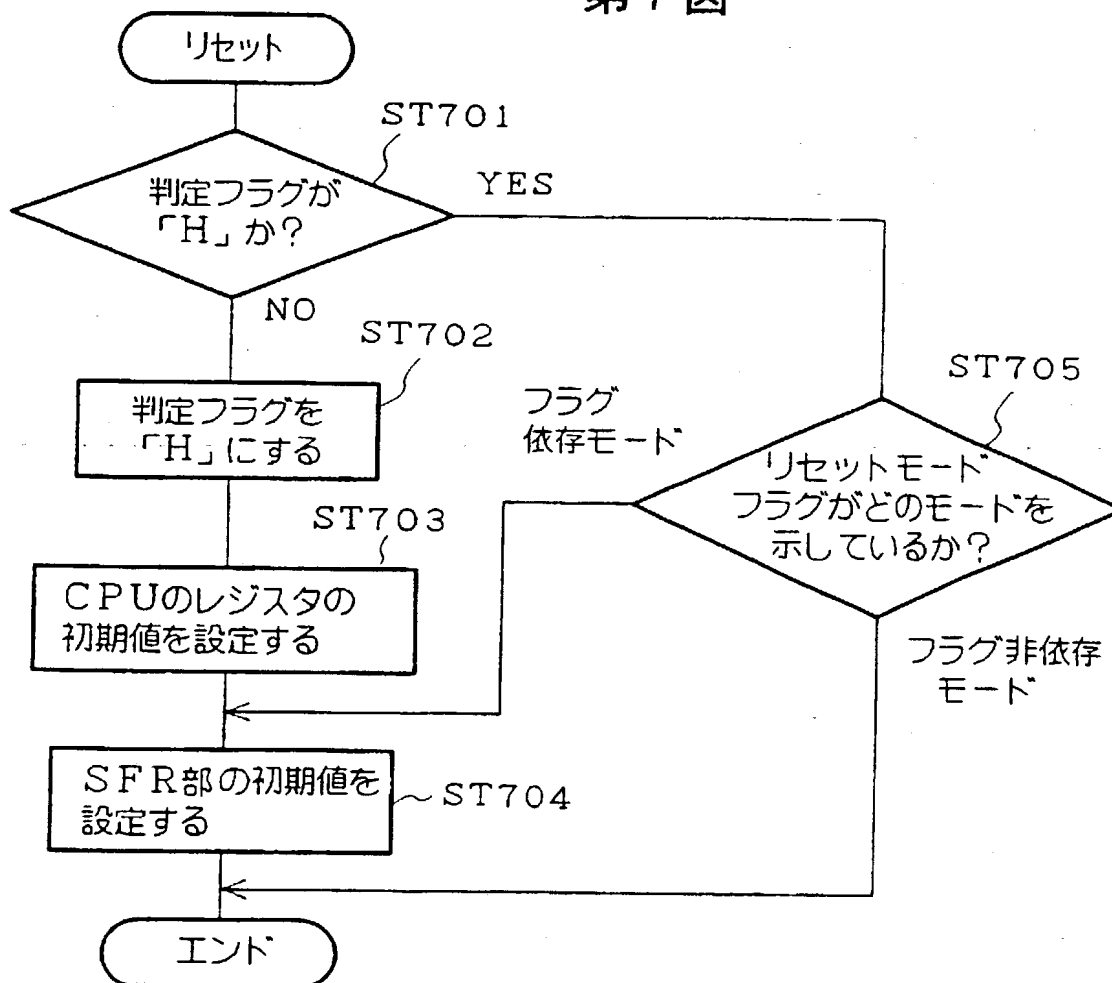 第7図
リセット
ST701
判定フラグが
「H」か?
YES
NO
ST702
判定フラグを
「H」にする
ST703
CPUのレジスタの
初期値を設定する
SFR部の初期値を
設定する
ST704
エンド
ST705
フラグ
依存モード
リセットモード
フラグがどのモードを
示しているか?
フラグ非依存
モード